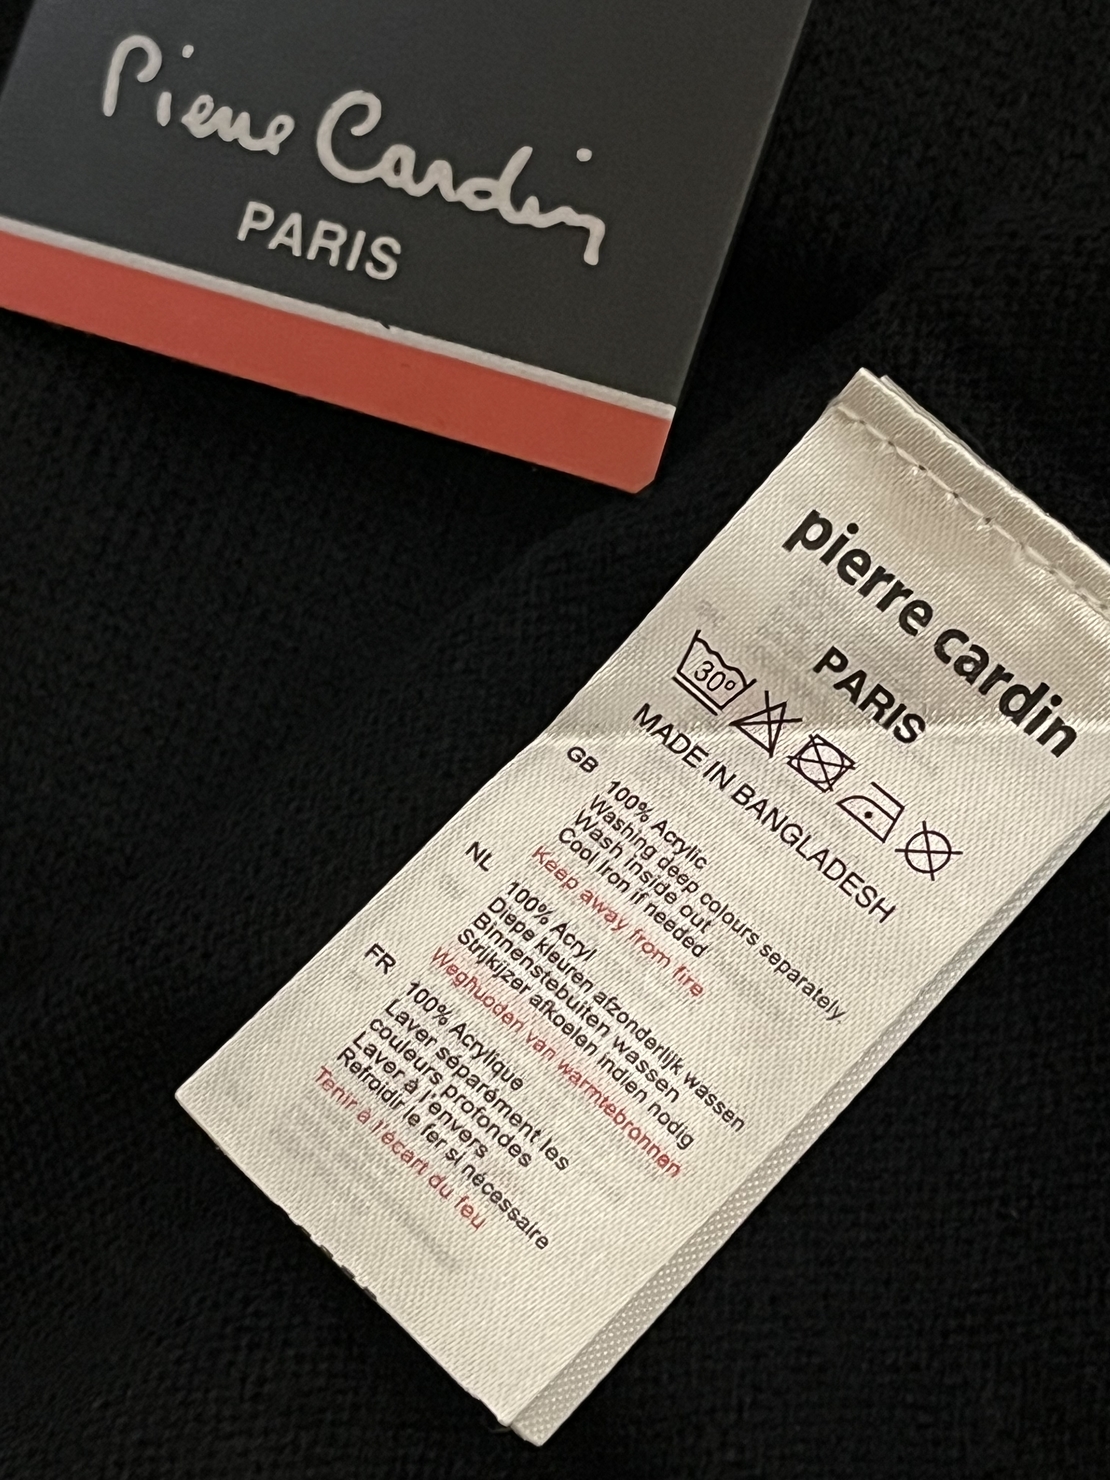 Pierre Cardin
PARIS
pierre cardin
PARIS
30°
MADE IN BANGLADESH
GB
100% Acrylic
Washing deep colours separately.
Wash inside out
Cool Iron if needed
Keep away from fire
NL
100% Acryl
Diepe kleuren afzonderlijk wassen
Binnenstebuiten wassen
Strijkijzer afkoelen indien nodig
Weghuoden van warmtebronnen
FR
100% Acrylique
Laver séparément les
couleurs profondes
Laver à l'envers
Refroidir le fer si nécessaire
Tenir à l'écart du feu